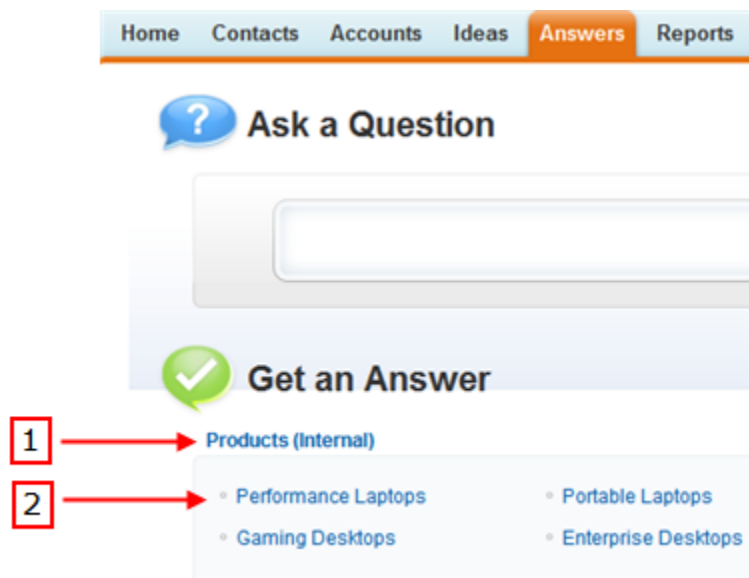 Home Contacts Accounts Ideas Answers Reports
? Ask a Question
Get an Answer
1 Products (Internal)
2 Performance Laptops Portable Laptops
Gaming Desktops Enterprise Desktops